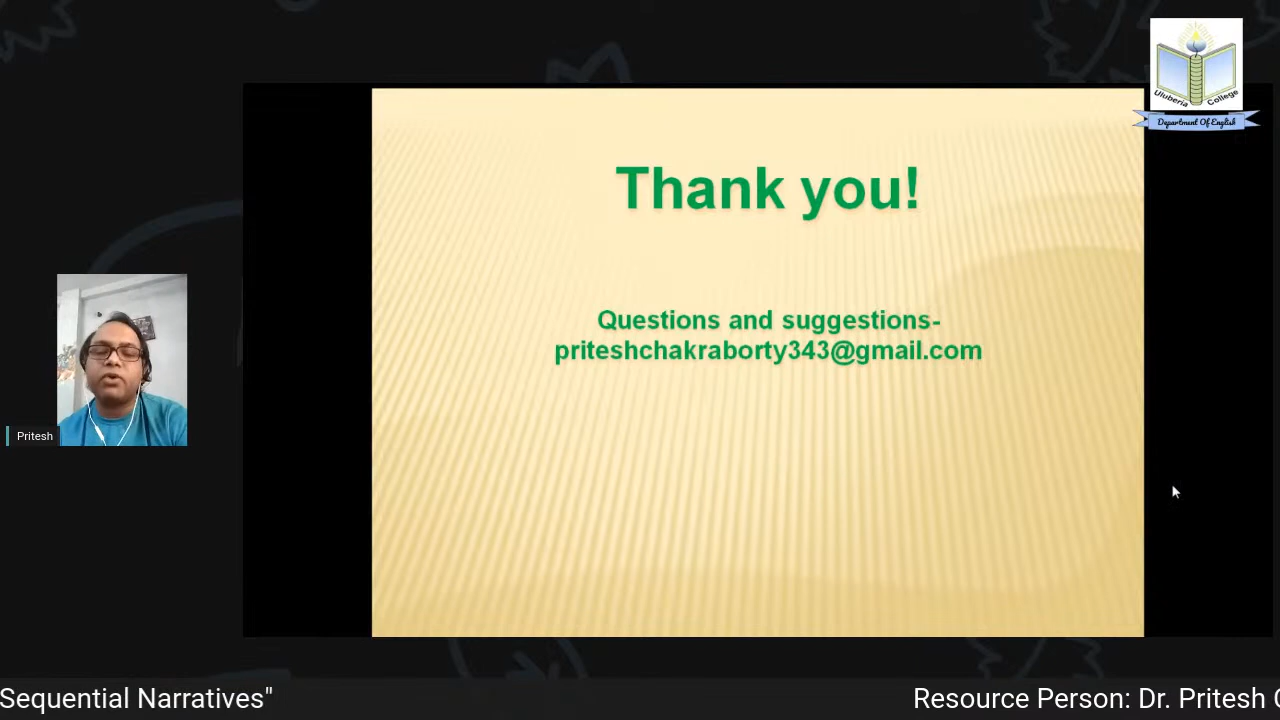 Uluberia College
Department Of English
Thank you!
Questions and suggestions-
priteshchakraborty343@gmail.com
Pritesh
Sequential Narratives"
Resource Person: Dr. Pritesh C